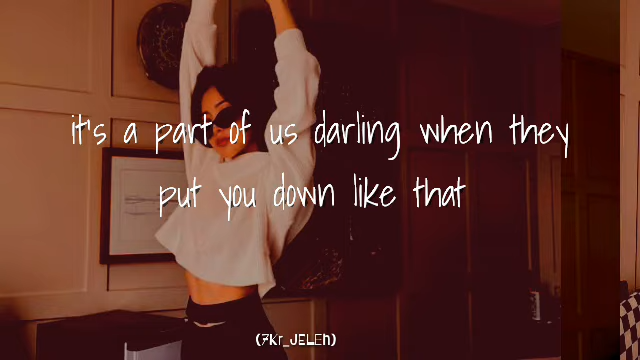 it's a part of us darling when they
put you down like that
(7kr_JELEh)